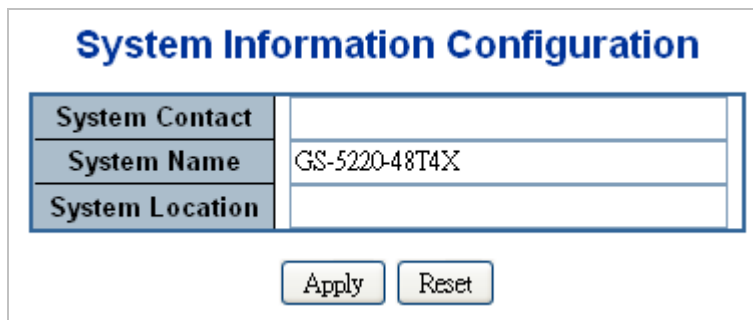 System Information Configuration
System Contact
System Name GS-5220-48T4X
System Location
Apply Reset